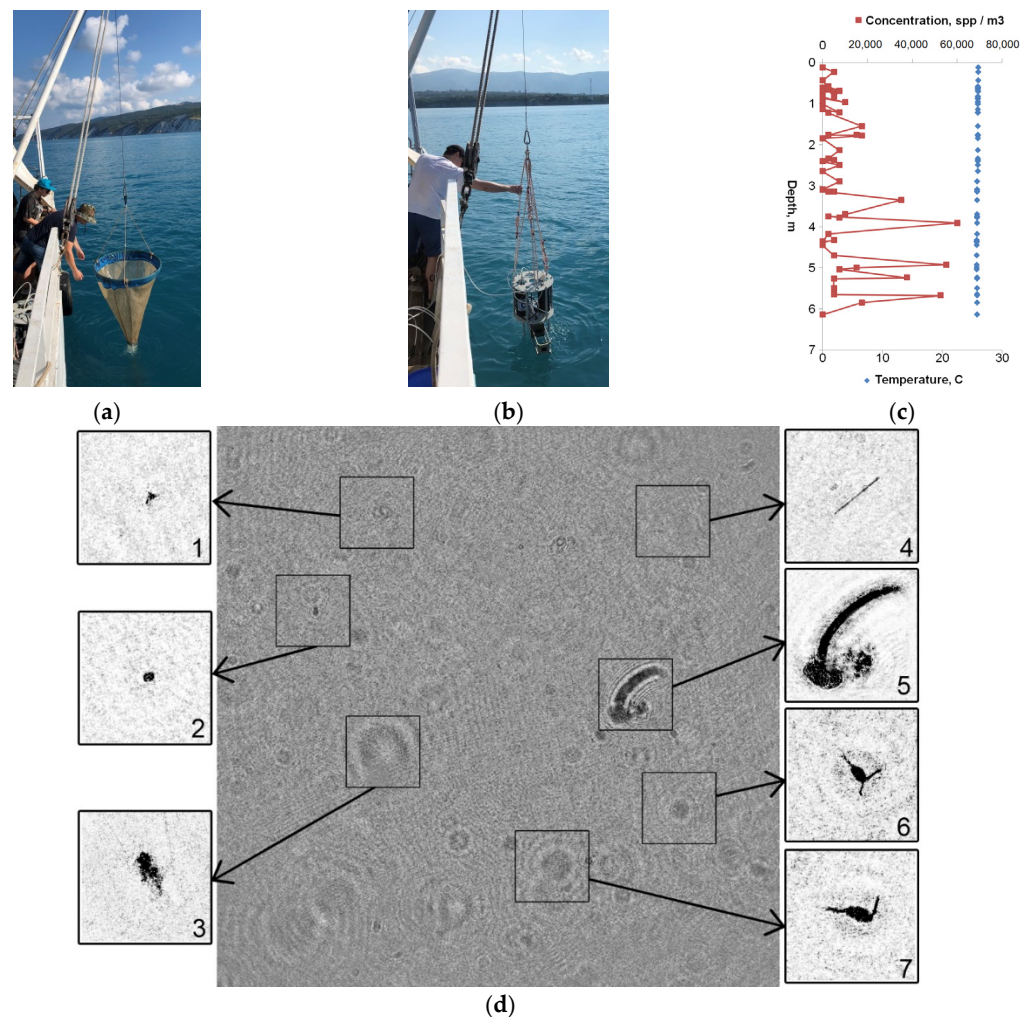 Concentration, spp / m3
0 20,000 40,000 60,000 80,000
0
1
2
3
4
5
6
7
Depth, m
0 10 20 30
Temperature, C
(a) (b) (c)
1
2
3
4
5
6
7
(d)